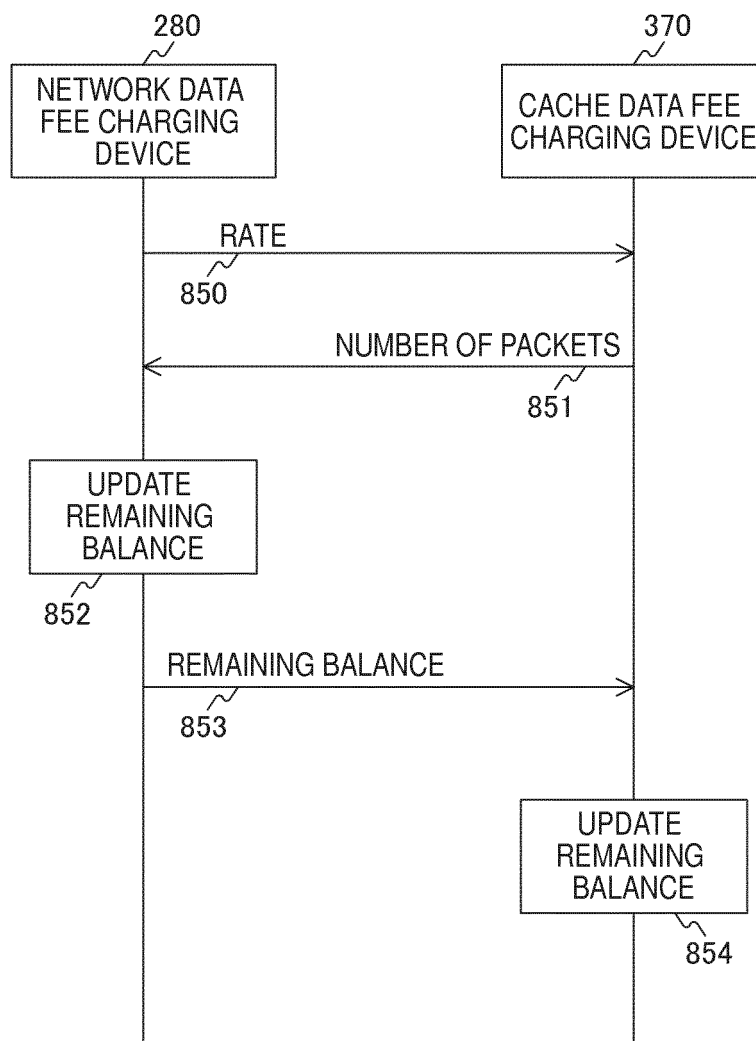 280
370
NETWORK DATA
FEE CHARGING
DEVICE
CACHE DATA FEE
CHARGING DEVICE
RATE
850
NUMBER OF PACKETS
851
UPDATE
REMAINING
BALANCE
852
REMAINING BALANCE
853
UPDATE
REMAINING
BALANCE
854